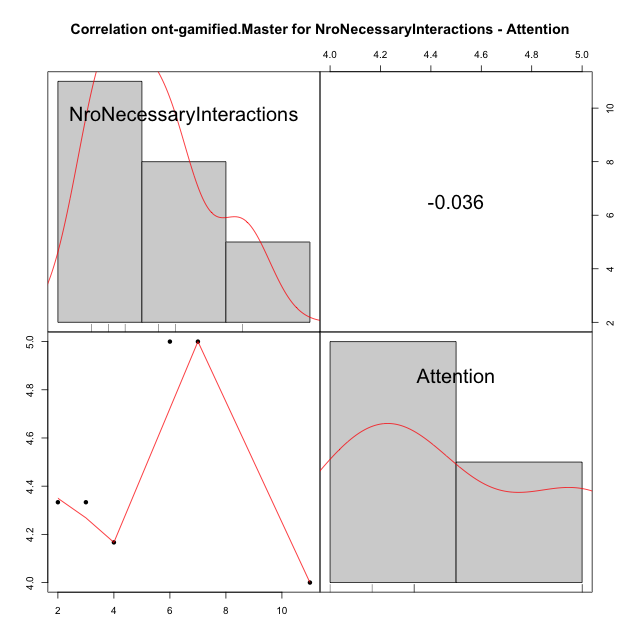 Correlation ont-gamified.Master for NroNecessaryInteractions - Attention
4.0 4.2 4.4 4.6 4.8 5.0
NroNecessaryInteractions
10
8
6
4
2
-0.036
5.0
4.8
4.6
4.4
4.2
4.0
Attention
2 4 6 8 10